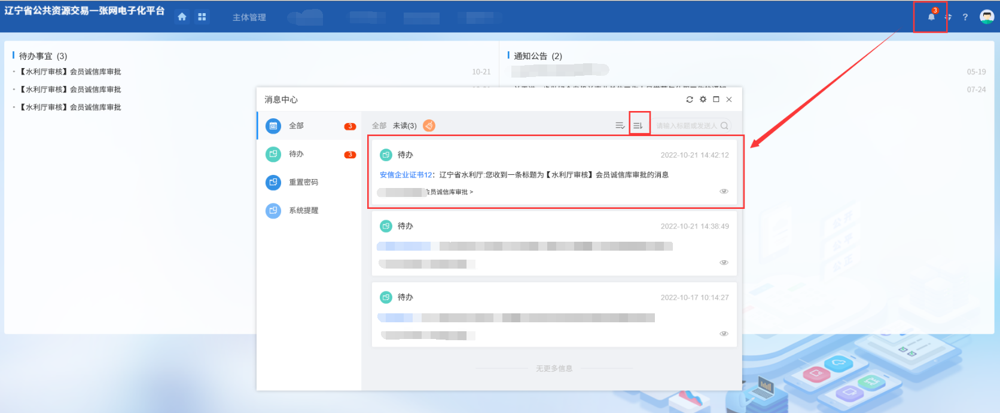 辽宁省公共资源交易一张网电子化平台
主体管理
3
?
待办事宜 (3)
· 【水利厅审核】会员诚信库审批
10-21
· 【水利厅审核】会员诚信库审批
· 【水利厅审核】会员诚信库审批
通知公告 (2)
05-19
07-24
消息中心
全部
3
待办
3
重置密码
系统提醒
全部 未读(3)
请输入标题或发送人
待办
2022-10-21 14:42:12
安信企业证书12：辽宁省水利厅:您收到一条标题为【水利厅审核】会员诚信库审批的消息
会员诚信库审批 >
待办
2022-10-21 14:38:49
待办
2022-10-17 10:14:27
无更多信息
公开
公平
公正